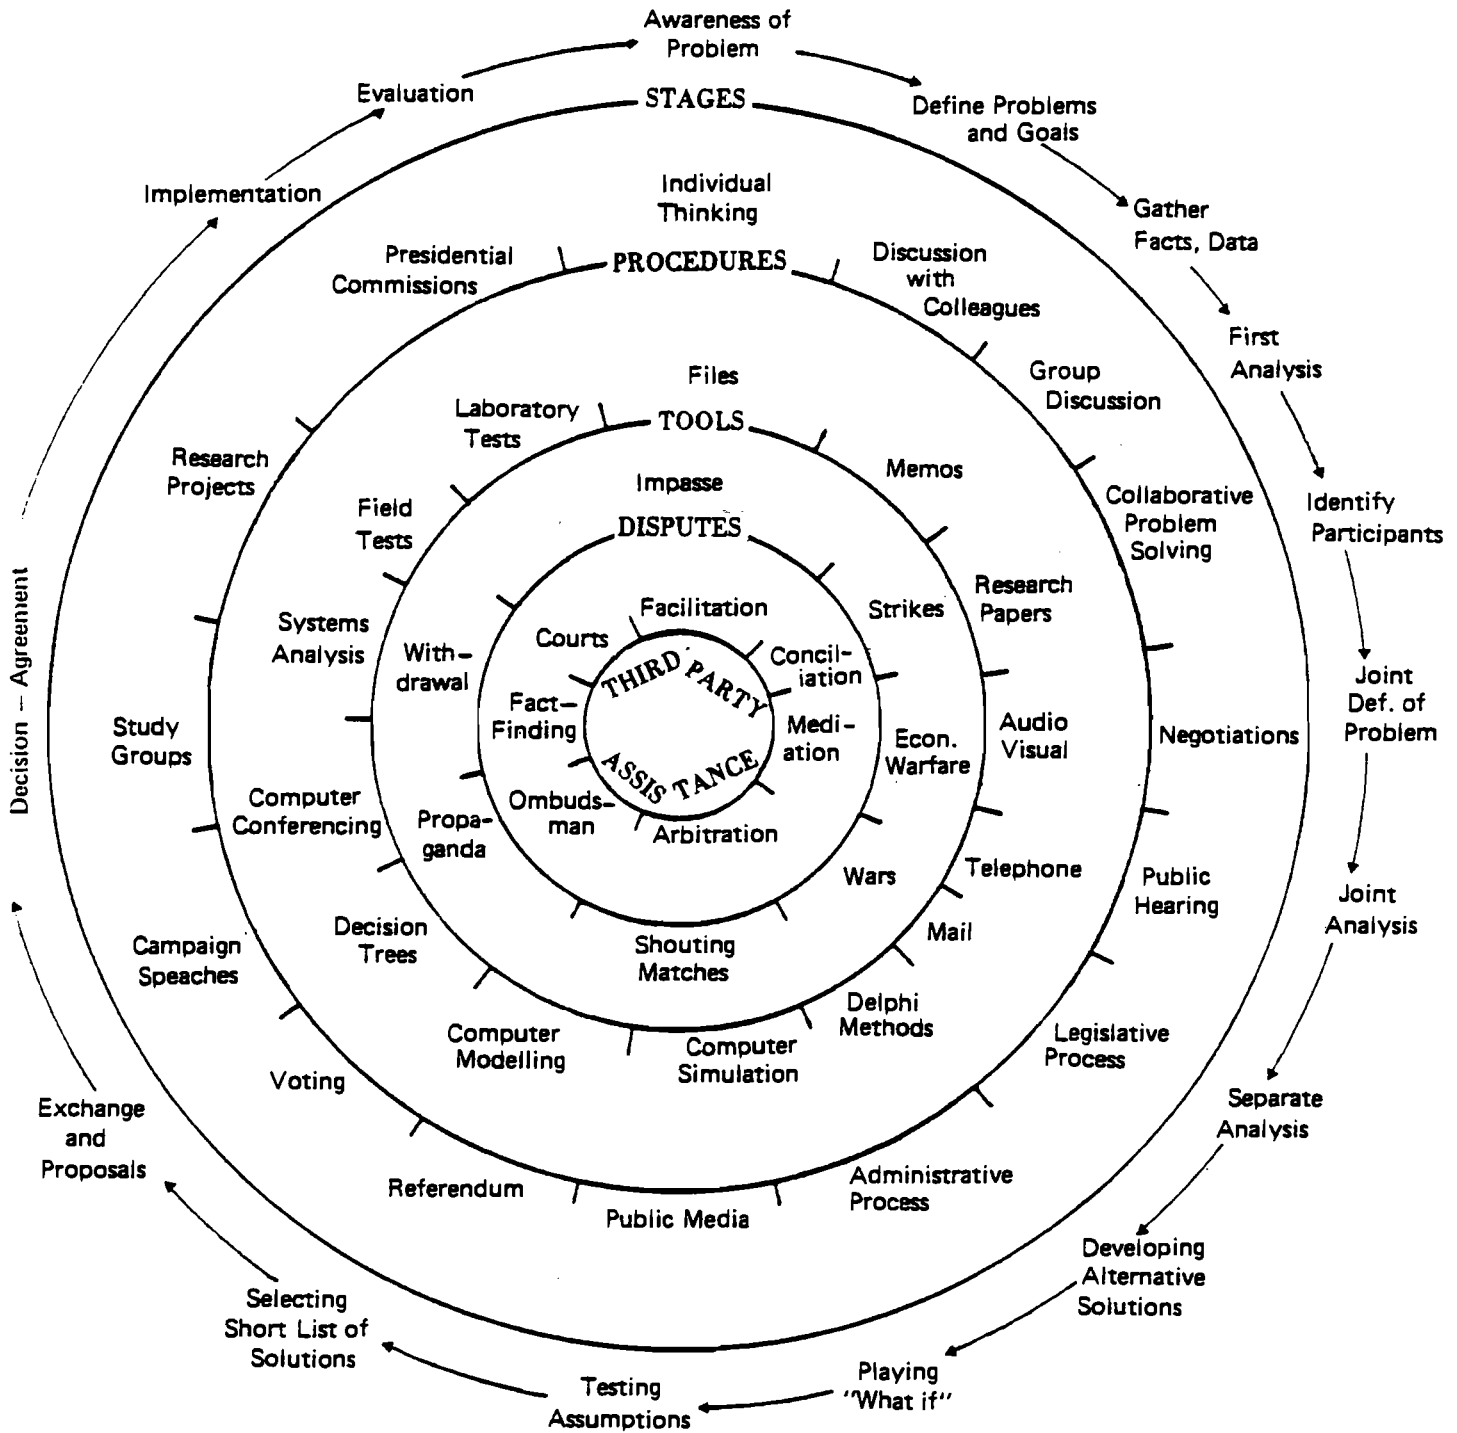 Awareness of
Problem
Define Problems
and Goals
Gather
Facts, Data
First
Analysis
Identify
Participants
Joint
Def. of
Problem
Joint
Analysis
Separate
Analysis
Developing
Alternative
Solutions
Playing
"What if"
Testing
Assumptions
Selecting
Short List of
Solutions
Exchange
and
Proposals
Decision — Agreement
Implementation
Evaluation
STAGES
Individual
Thinking
Discussion
with
Colleagues
Group
Discussion
Collaborative
Problem
Solving
Negotiations
Public
Hearing
Legislative
Process
Administrative
Process
Public Media
Referendum
Voting
Campaign
Speaches
Study
Groups
Research
Projects
Presidential
Commissions
PROCEDURES
Files
Memos
Research
Papers
Audio
Visual
Telephone
Mail
Delphi
Methods
Computer
Simulation
Computer
Modelling
Decision
Trees
Computer
Conferencing
Systems
Analysis
Field
Tests
Laboratory
Tests
TOOLS
Impasse
Strikes
Econ.
Warfare
Wars
Shouting
Matches
Propa-
ganda
With-
drawal
DISPUTES
Facilitation
Concil-
iation
Medi-
ation
Arbitration
Ombuds-
man
Fact-
Finding
Courts
THIRD PARTY
ASSISTANCE